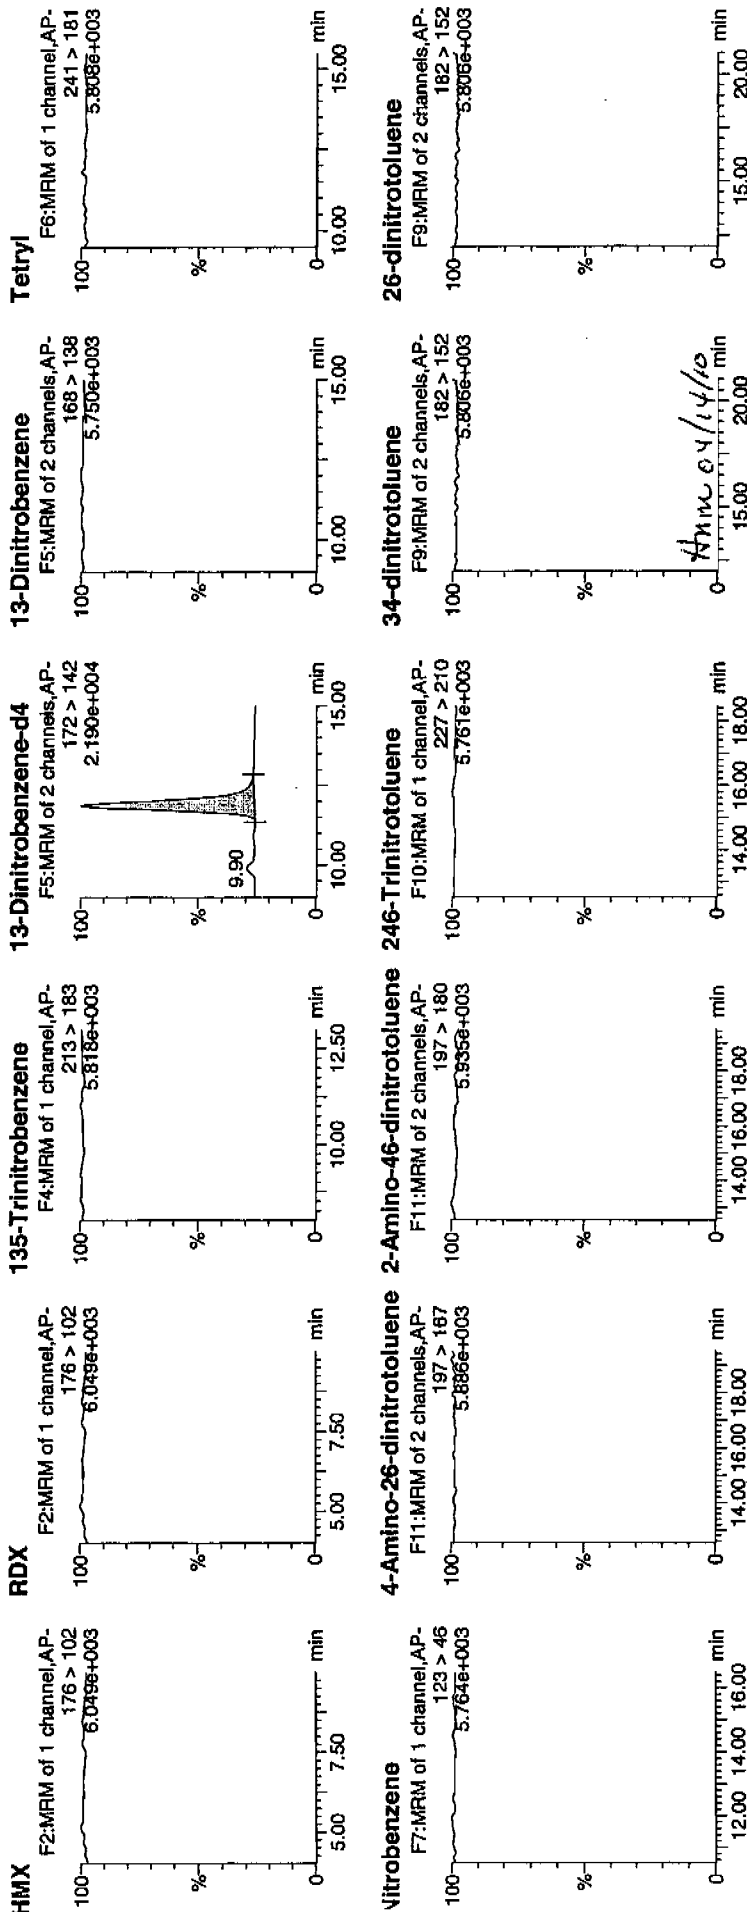 HMX
F2:MRM of 1 channel,AP-
176 > 102
6.049e+003
100
%
0
5.00
7.50
min
RDX
F2:MRM of 1 channel,AP-
176 > 102
6.049e+003
100
%
0
5.00
7.50
min
135-Trinitrobenzene
F4:MRM of 1 channel,AP-
213 > 183
5.818e+003
100
%
0
10.00
12.50
min
13-Dinitrobenzene-d4
F5:MRM of 2 channels,AP-
172 > 142
2.190e+004
100
9.90
%
0
10.00
15.00
min
13-Dinitrobenzene
F5:MRM of 2 channels,AP-
168 > 138
5.750e+003
100
%
0
10.00
15.00
min
Tetryl
F6:MRM of 1 channel,AP-
241 > 181
5.808e+003
100
%
0
10.00
15.00
min
Nitrobenzene
F7:MRM of 1 channel,AP-
123 > 46
5.764e+003
100
%
0
12.00
14.00
16.00
min
4-Amino-26-dinitrotoluene
F11:MRM of 2 channels,AP-
197 > 167
5.886e+003
100
%
0
14.00
16.00
18.00
min
2-Amino-46-dinitrotoluene
F11:MRM of 2 channels,AP-
197 > 180
5.935e+003
100
%
0
14.00
16.00
18.00
min
246-Trinitrotoluene
F10:MRM of 1 channel,AP-
227 > 210
5.761e+003
100
%
0
14.00
16.00
18.00
min
34-dinitrotoluene
F9:MRM of 2 channels,AP-
182 > 152
5.806e+003
100
%
0
15.00
20.00
min
04/14/10
26-dinitrotoluene
F9:MRM of 2 channels,AP-
182 > 152
5.806e+003
100
%
0
15.00
20.00
min